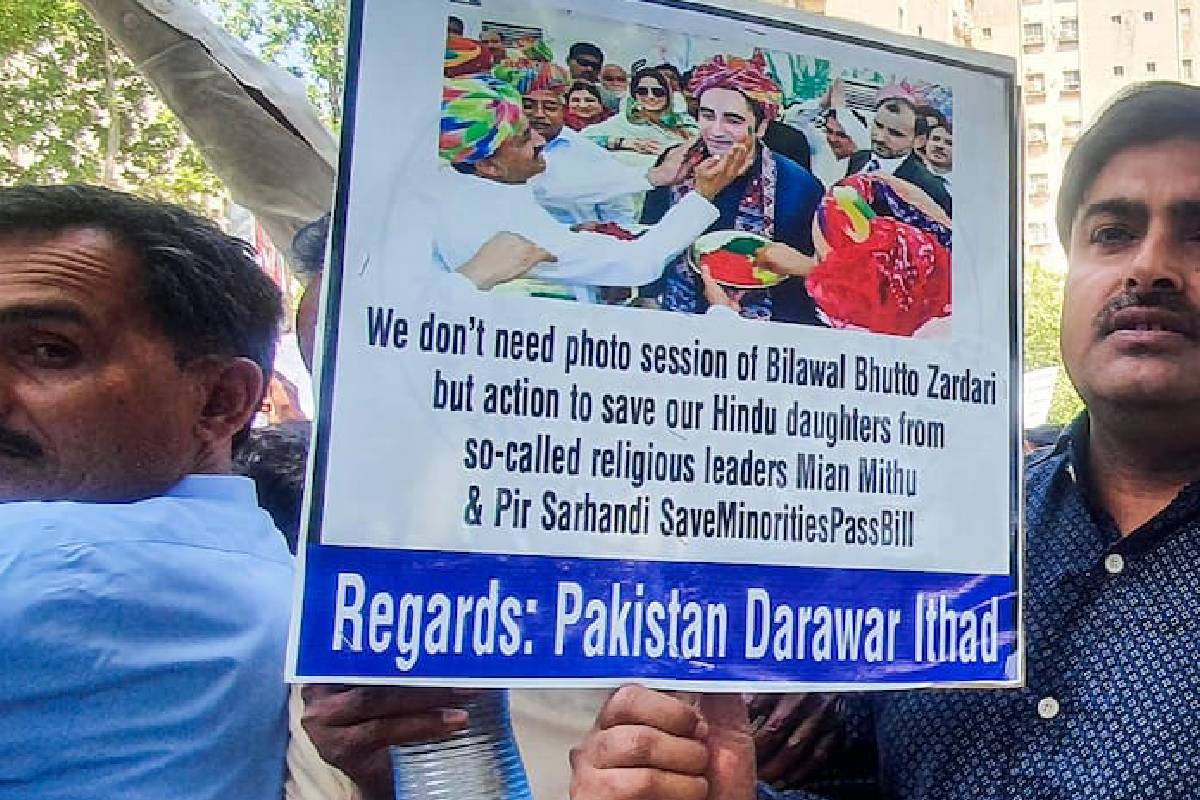 We don't need photo session of Bilawal Bhutto Zardari
but action to save our Hindu daughters from
so-called religious leaders Mian Mithu
& Pir Sarhandi SaveMinoritiesPassBill
Regards: Pakistan Darawar Ithad